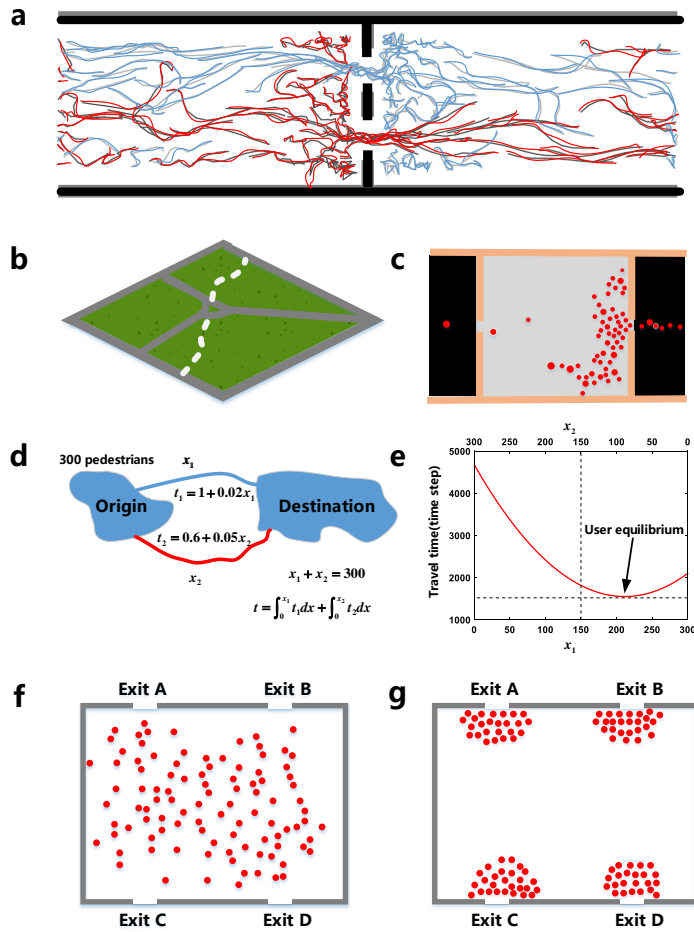 a
b
c
d
300 pedestrians
x₁
Origin
t₁ = 1+0.02x₁
Destination
t₂ = 0.6+0.05x₂
x₂
x₁ + x₂ = 300
t = ∫₀^x₁ t₁dx + ∫₀^x₂ t₂dx
e
x₂
300 250 200 150 100 50 0
5000
4000
3000
2000
1000
Travel time(time step)
User equilibrium
0 50 100 150 200 250 300
x₁
f
Exit A Exit B
Exit C Exit D
g
Exit A Exit B
Exit C Exit D